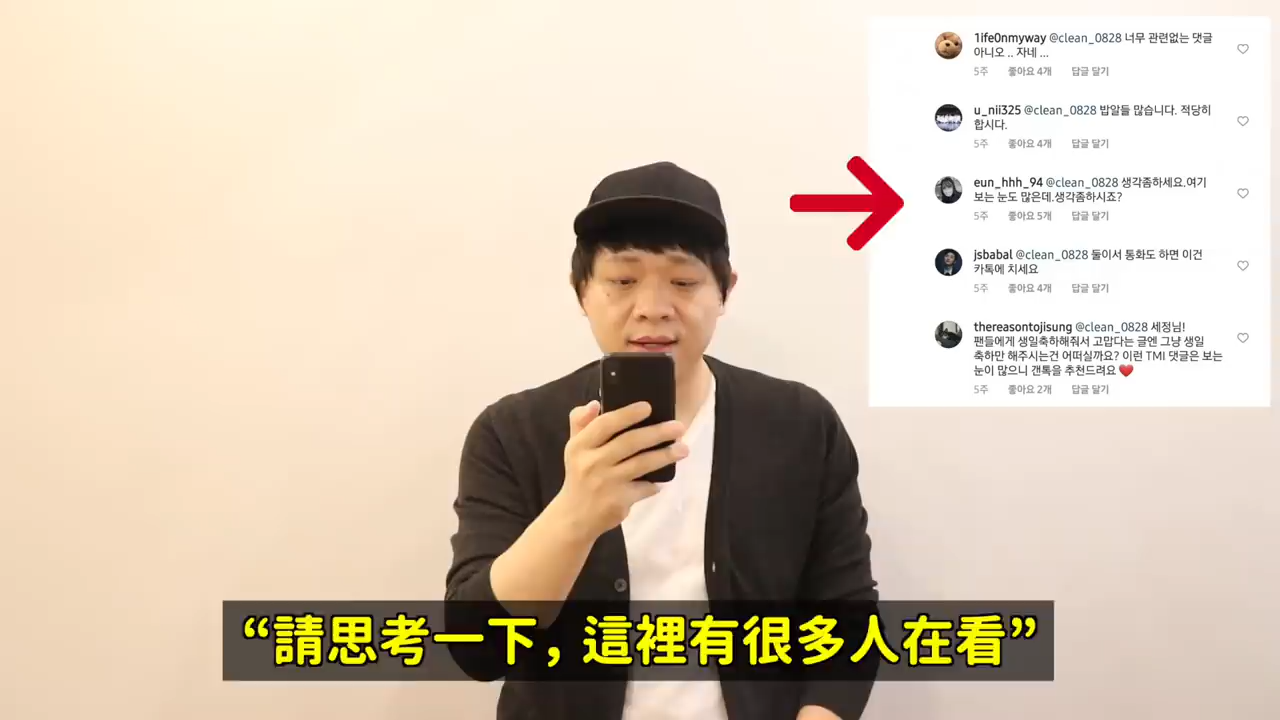 1ife0nmyway @clean_0828 너무 관련없는 댓글
아니오 .. 자네 ...
5주 좋아요 4개 답글 달기
u_nii325 @clean_0828 밥알들 많습니다. 적당히
합시다.
5주 좋아요 4개 답글 달기
eun_hhh_94 @clean_0828 생각좀하세요.여기
보는 눈도 많은데.생각좀하시죠?
5주 좋아요 5개 답글 달기
jsbabal @clean_0828 둘이서 통화도 하면 이건
카톡에 치세요
5주 좋아요 4개 답글 달기
thereasontojisung @clean_0828 세정님!
팬들에게 생일축하해줘서 고맙다는 글엔 그냥 생일
축하만 해주시는건 어떠실까요? 이런 TMI 댓글은 보는
눈이 많으니 갠톡을 추천드려요 ❤️
5주 좋아요 2개 답글 달기
“請思考一下, 這裡有很多人在看”